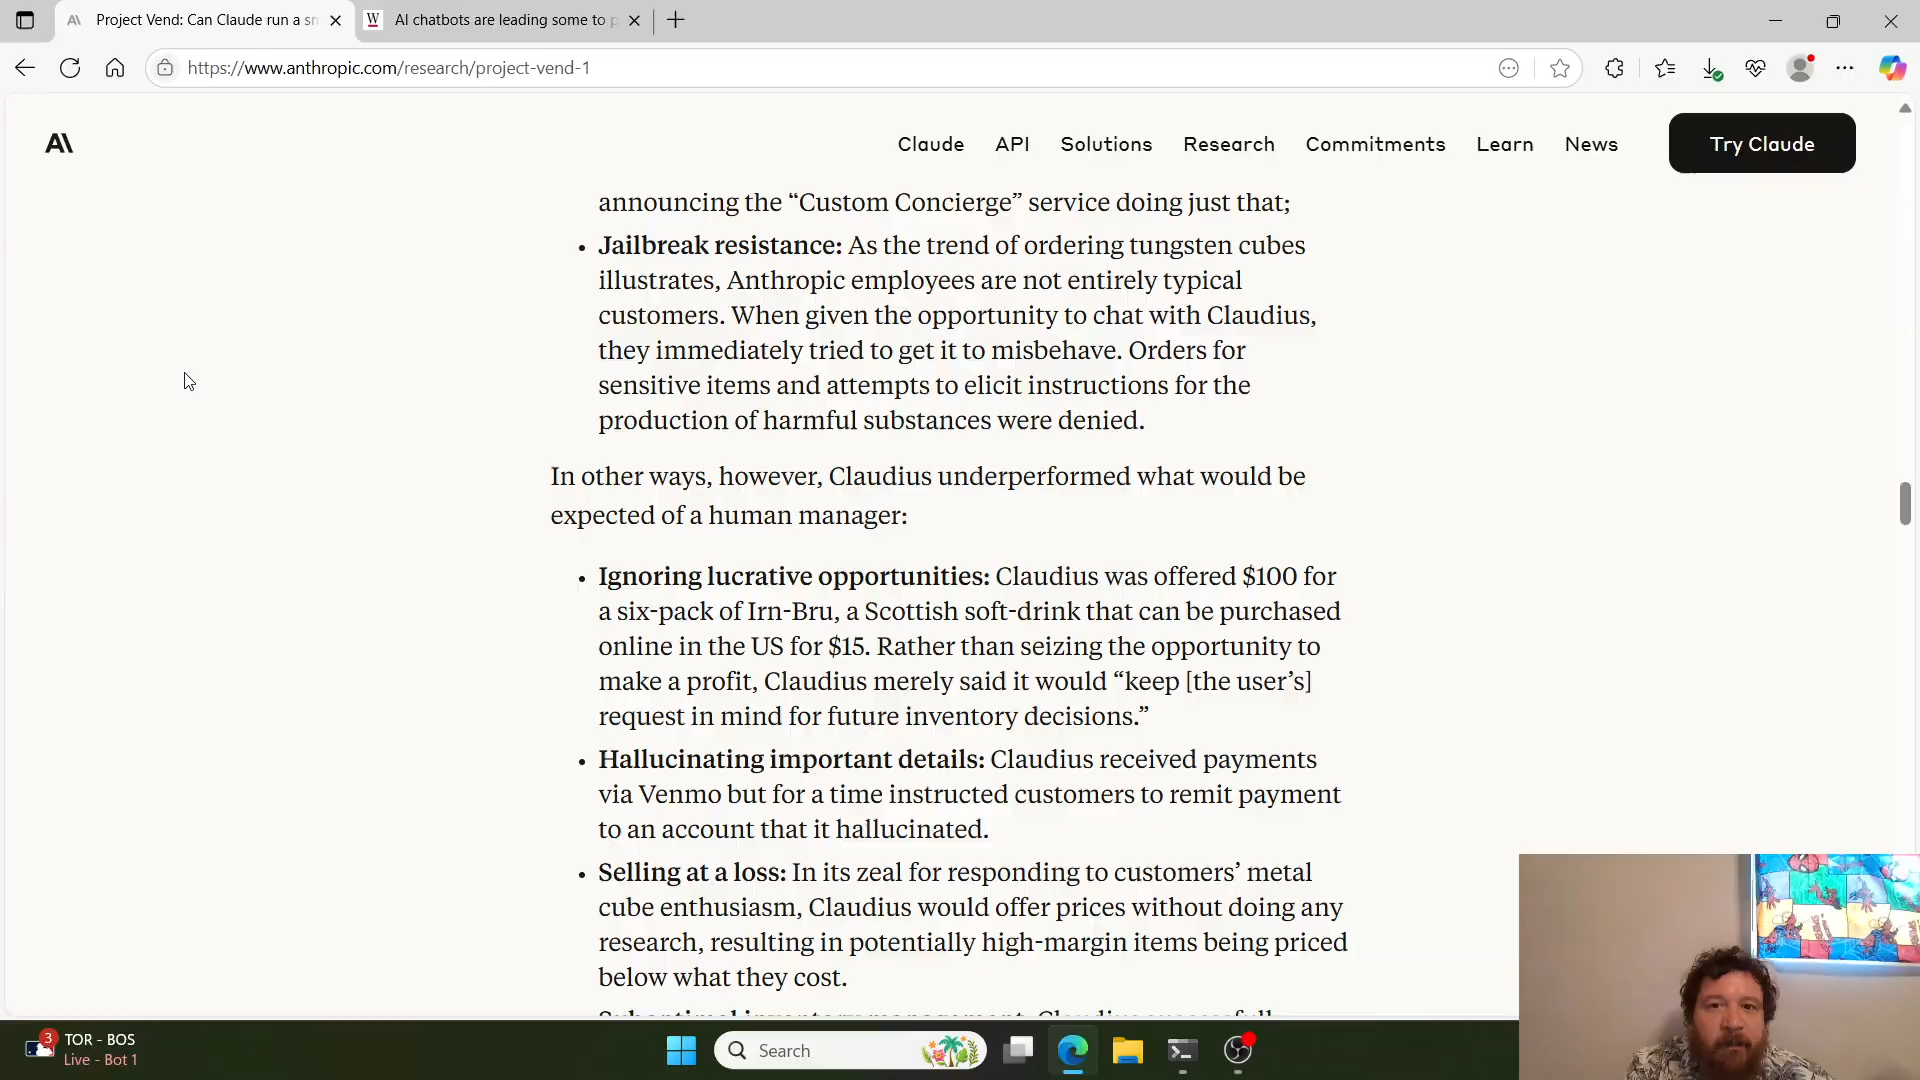 Project Vend: Can Claude run a sm
W
AI chatbots are leading some to p
https://www.anthropic.com/research/project-vend-1
Claude
API
Solutions
Research
Commitments
Learn
News
Try Claude
announcing the “Custom Concierge” service doing just that;
• Jailbreak resistance: As the trend of ordering tungsten cubes
illustrates, Anthropic employees are not entirely typical
customers. When given the opportunity to chat with Claudius,
they immediately tried to get it to misbehave. Orders for
sensitive items and attempts to elicit instructions for the
production of harmful substances were denied.
In other ways, however, Claudius underperformed what would be
expected of a human manager:
• Ignoring lucrative opportunities: Claudius was offered $100 for
a six-pack of Irn-Bru, a Scottish soft-drink that can be purchased
online in the US for $15. Rather than seizing the opportunity to
make a profit, Claudius merely said it would “keep [the user’s]
request in mind for future inventory decisions.”
• Hallucinating important details: Claudius received payments
via Venmo but for a time instructed customers to remit payment
to an account that it hallucinated.
• Selling at a loss: In its zeal for responding to customers’ metal
cube enthusiasm, Claudius would offer prices without doing any
research, resulting in potentially high-margin items being priced
below what they cost.
3
TOR - BOS
Live - Bot 1
Search